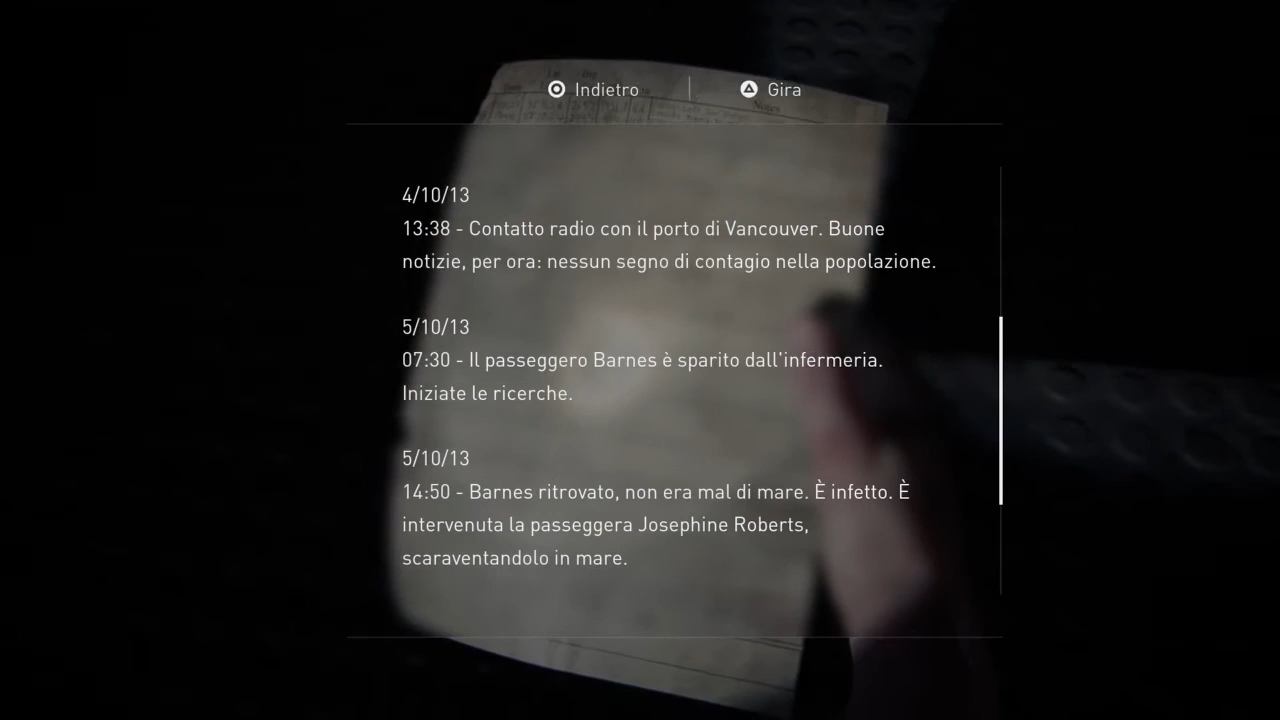 Indietro
Gira
Notes
4/10/13
13:38 - Contatto radio con il porto di Vancouver. Buone
notizie, per ora: nessun segno di contagio nella popolazione.
5/10/13
07:30 - Il passeggero Barnes è sparito dall'infermeria.
Iniziate le ricerche.
5/10/13
14:50 - Barnes ritrovato, non era mal di mare. È infetto. È
intervenuta la passeggera Josephine Roberts,
scaraventandolo in mare.